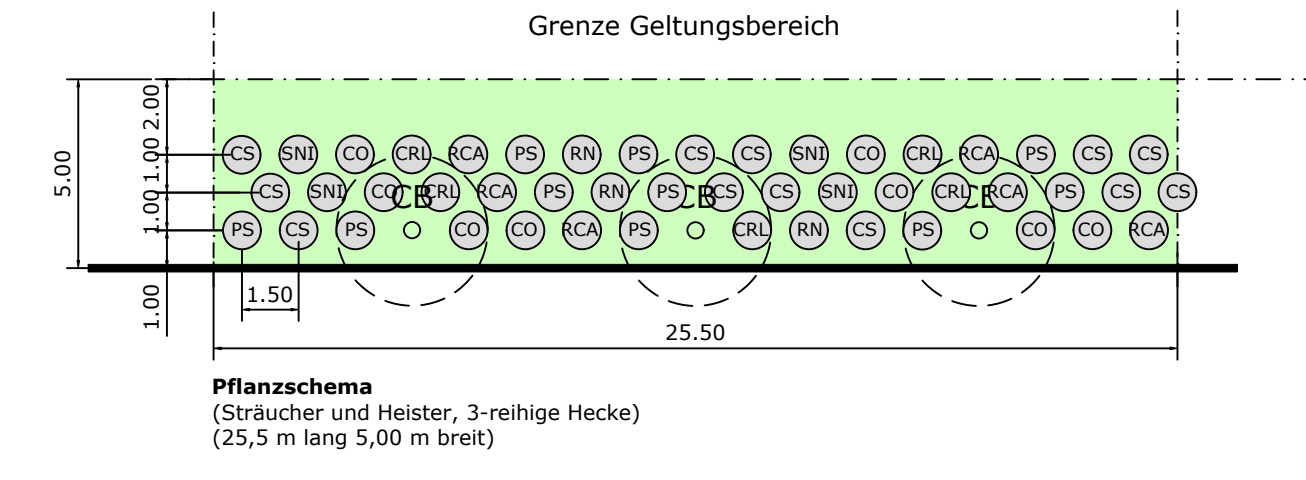 Grenze Geltungsbereich
5.00
2.00
1.00
1.00
1.00
CS SNI CO CRL RCA PS RN PS CS CS SNI CO CRL RCA PS CS CS
CS SNI CO CRL RCA PS RN PS CS CS SNI CO CRL RCA PS CS CS
CB CB CB
PS CS PS CO CO RCA PS CRL RN CS PS CO CO RCA
1.50
25.50
Pflanzschema
(Sträucher und Heister, 3-reihige Hecke)
(25,5 m lang 5,00 m breit)